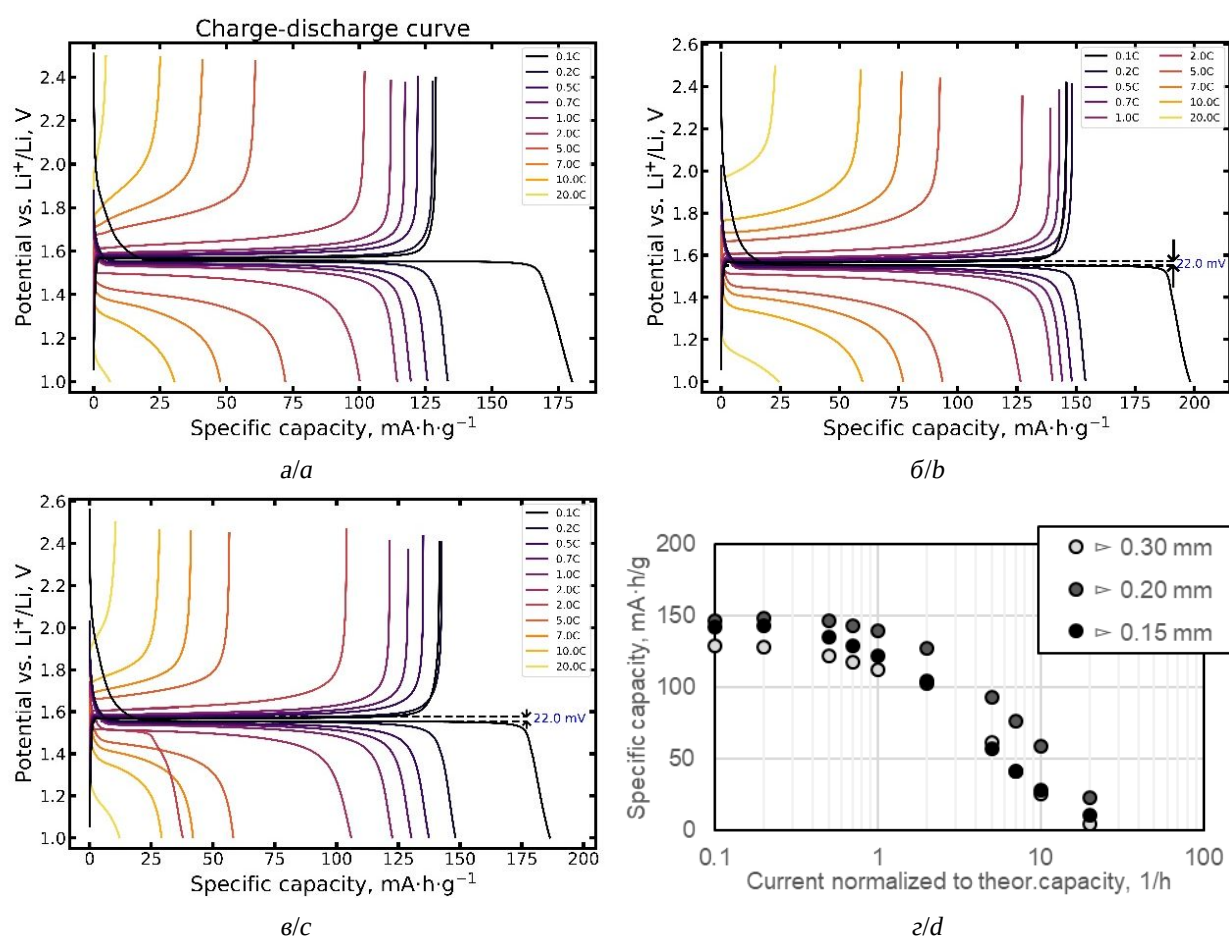 Charge-discharge curve
Potential vs. Li⁺/Li, V
2.4
2.2
2.0
1.8
1.6
1.4
1.2
1.0
0.1C
0.2C
0.5C
0.7C
1.0C
2.0C
5.0C
7.0C
10.0C
20.0C
0 25 50 75 100 125 150 175
Specific capacity, mA·h·g⁻¹
а/a
Potential vs. Li⁺/Li, V
2.6
2.4
2.2
2.0
1.8
1.6
1.4
1.2
1.0
0.1C 2.0C
0.2C 5.0C
0.5C 7.0C
0.7C 10.0C
1.0C 20.0C
22.0 mV
0 25 50 75 100 125 150 175 200
Specific capacity, mA·h·g⁻¹
б/b
Potential vs. Li⁺/Li, V
2.6
2.4
2.2
2.0
1.8
1.6
1.4
1.2
1.0
0.1C
0.2C
0.5C
0.7C
1.0C
2.0C
2.0C
5.0C
7.0C
10.0C
20.0C
22.0 mV
0 25 50 75 100 125 150 175 200
Specific capacity, mA·h·g⁻¹
в/c
Specific capacity, mA·h/g
200
150
100
50
0
⊳ 0.30 mm
⊳ 0.20 mm
⊳ 0.15 mm
0.1 1 10 100
Current normalized to theor.capacity, 1/h
г/d